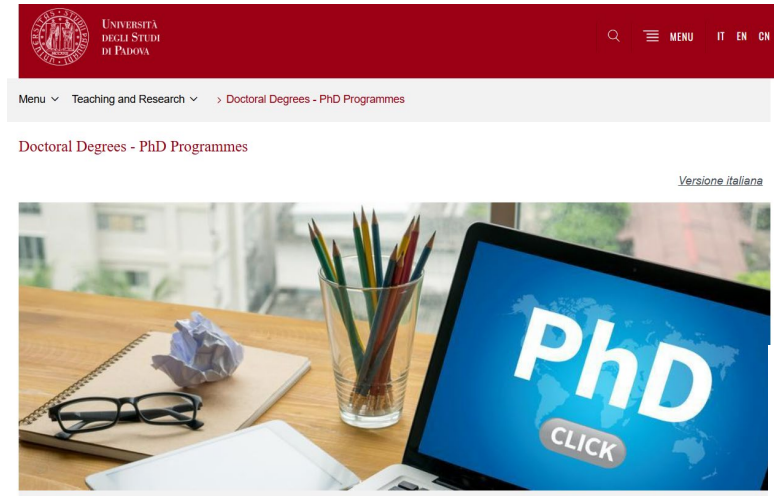 UNIVERSITÀ
DEGLI STUDI
DI PADOVA
MENU IT EN CN
Menu Teaching and Research > Doctoral Degrees - PhD Programmes
Doctoral Degrees - PhD Programmes
Versione italiana
PhD
CLICK